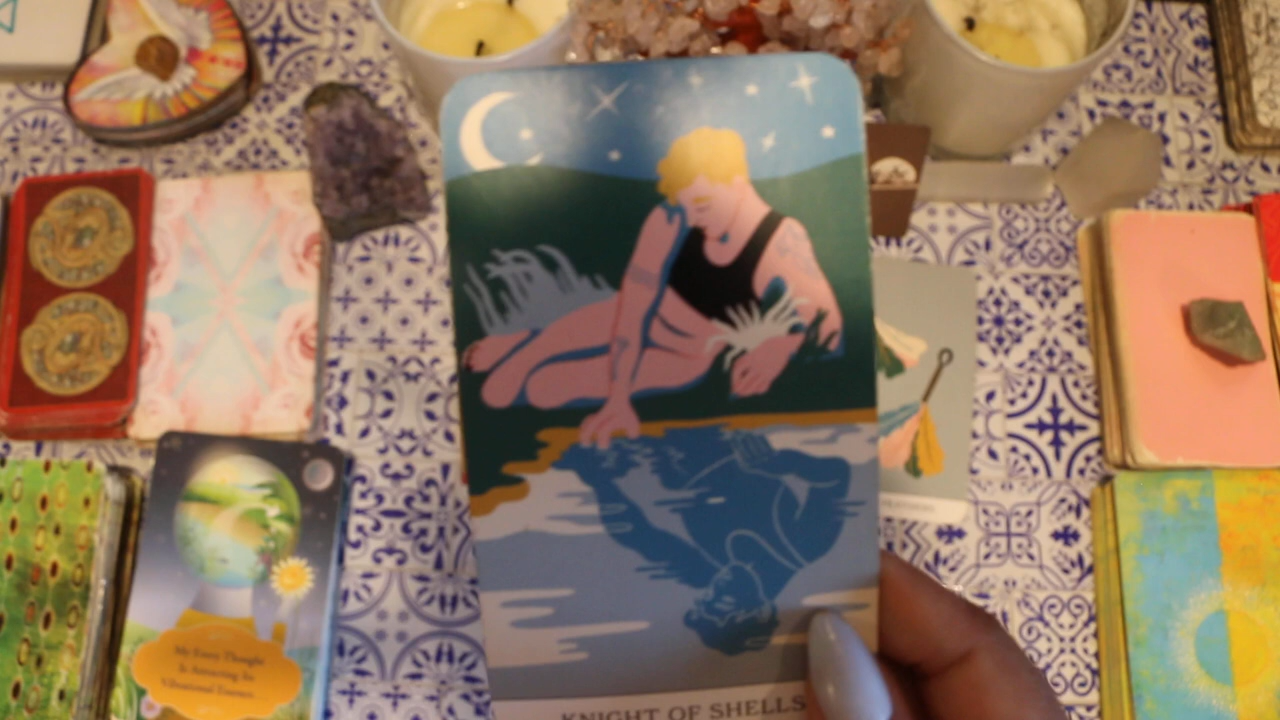 KNIGHT OF SHELLS
My Every Thought
Is Attracting Its
Vibrational Essence.